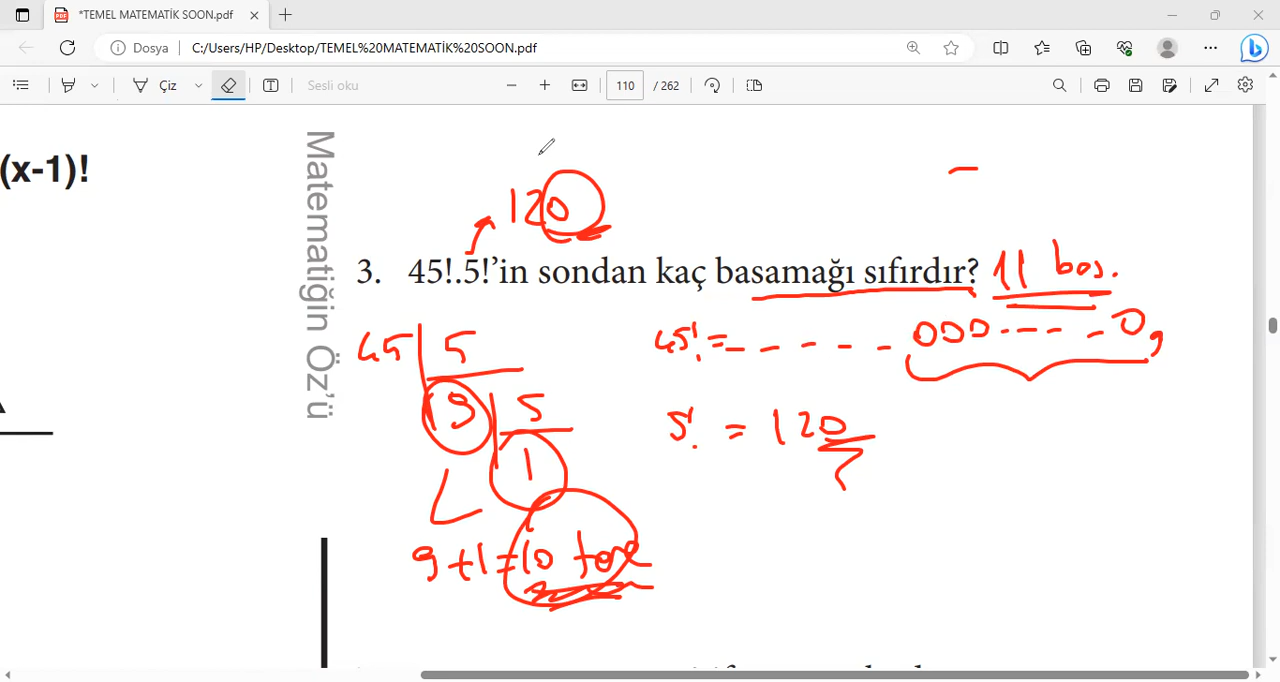 *TEMEL MATEMATİK SOON.pdf
Dosya C:/Users/HP/Desktop/TEMEL%20MATEMATİK%20SOON.pdf
Çiz Sesli oku 110 / 262
(x-1)!
Matematiğin Öz'ü
120
3. 45!.5!'in sondan kaç basamağı sıfırdır? 11 bas.
45 5
45! = _ _ _ _ _ 000 --- - 0,
9 5
5! = 120
1
9+1=10 tane